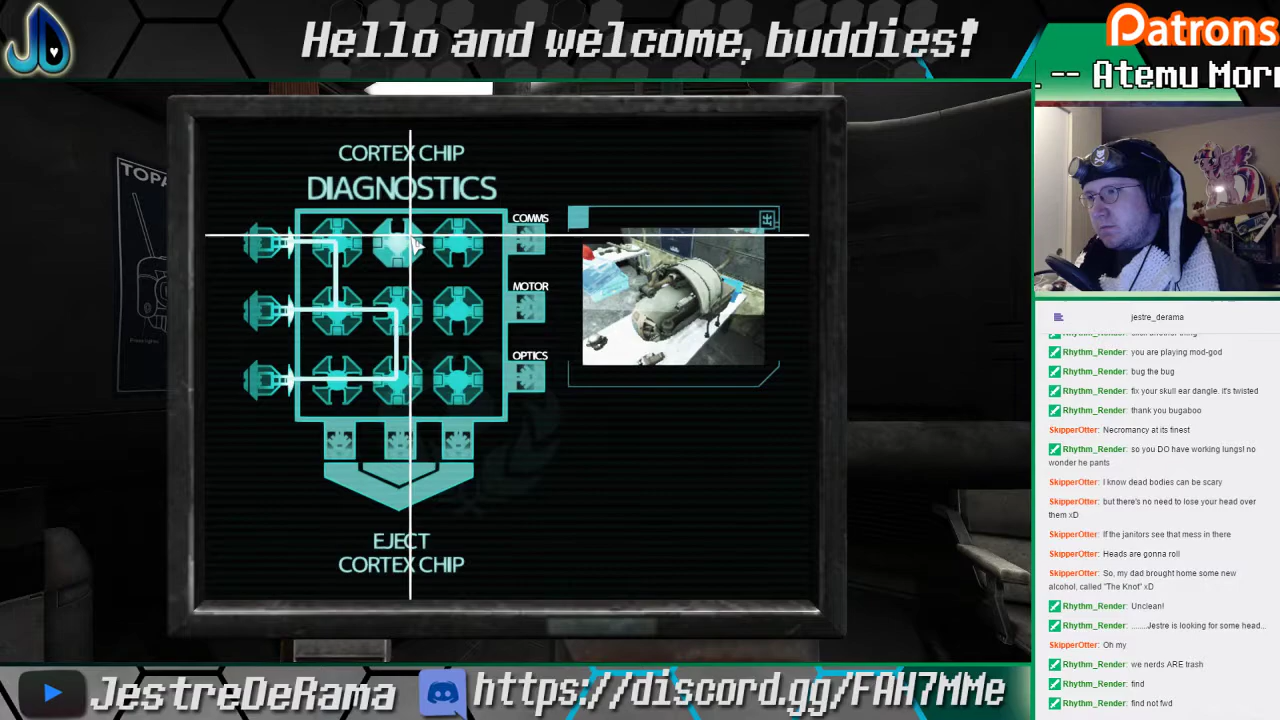 Hello and welcome, buddies!
Patrons
-- Atemu Mor
JD
TOPA
CORTEX CHIP
DIAGNOSTICS
COMMS
MOTOR
OPTICS
EJECT
CORTEX CHIP
jestre_derama
Rhythm_Render: you are playing mod-god
Rhythm_Render: bug the bug
Rhythm_Render: fix your skull ear dangle. it's twisted
Rhythm_Render: thank you bugaboo
SkipperOtter: Necromancy at its finest
Rhythm_Render: so you DO have working lungs! no
wonder he pants
SkipperOtter: I know dead bodies can be scary
SkipperOtter: but there's no need to lose your head over
them xD
SkipperOtter: If the janitors see that mess in there
SkipperOtter: Heads are gonna roll
SkipperOtter: So, my dad brought home some new
alcohol, called "The Knot" xD
Rhythm_Render: Unclean!
Rhythm_Render: ........Jestre is looking for some head...
SkipperOtter: Oh my
Rhythm_Render: we nerds ARE trash
Rhythm_Render: find
Rhythm_Render: find not fwd
JestreDeRama
https://discord.gg/FAH7MMe